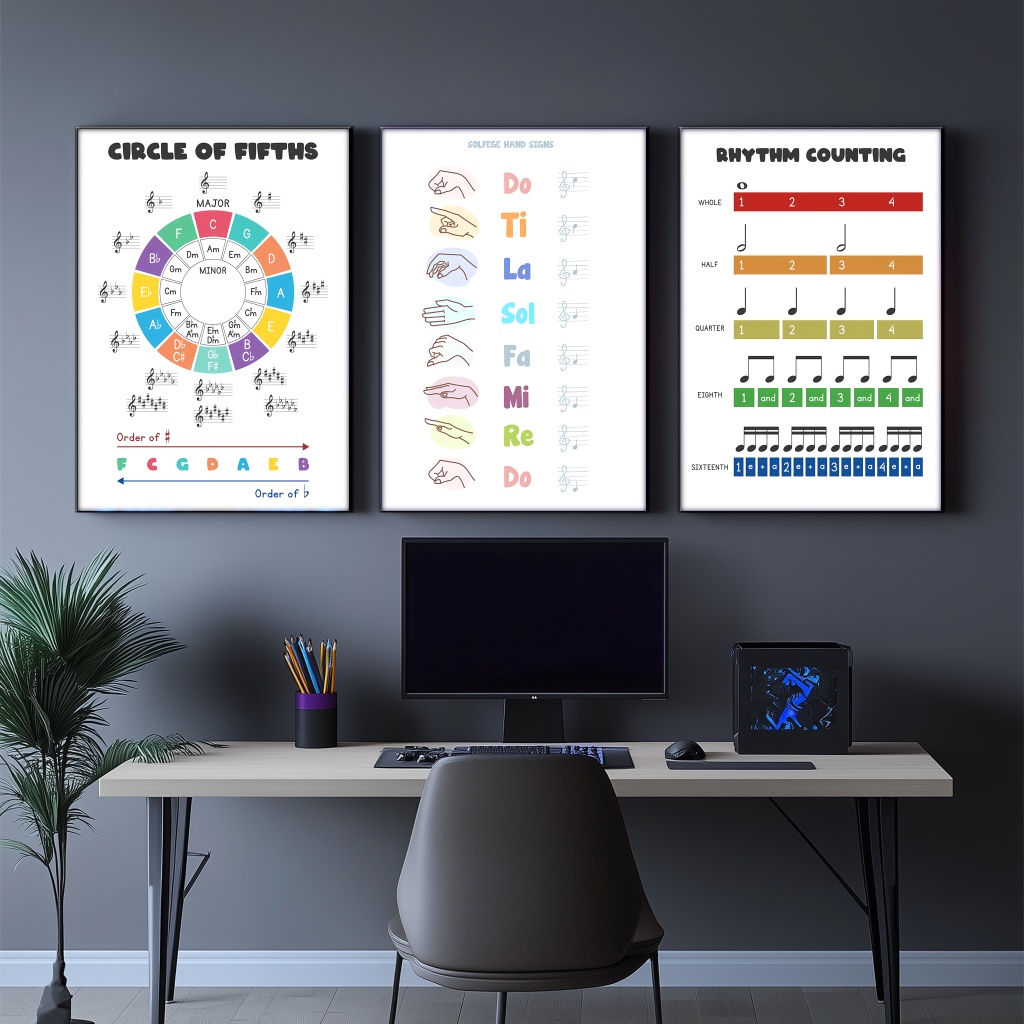 CIRCLE OF FIFTHS
MAJOR
C
F G
B♭ D
E♭ A
A♭ E
D♭ C♯
B C♭
G♭ F♯
Am
Dm Em
Gm Bm
Cm F♯m
Fm C♯m
MINOR
B♭m A♯m
G♯m A♭m
E♭m D♯m
Order of ♯
F C G D A E B
Order of ♭
SOLFEGE HAND SIGNS
Do
Ti
La
Sol
Fa
Mi
Re
Do
RHYTHM COUNTING
WHOLE 1 2 3 4
HALF 1 2 3 4
QUARTER 1 2 3 4
EIGHTH 1 and 2 and 3 and 4 and
SIXTEENTH 1 e + a 2 e + a 3 e + a 4 e + a